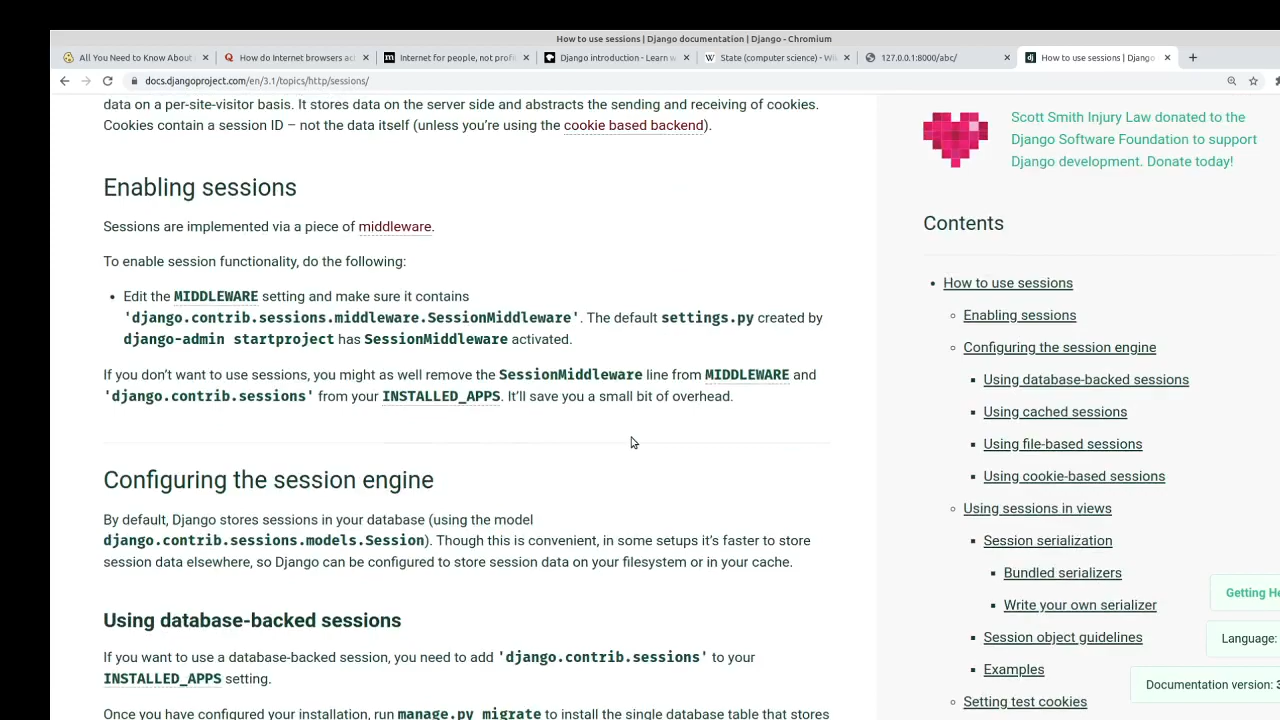 How to use sessions | Django documentation | Django - Chromium
All You Need to Know About
How do Internet browsers act
Internet for people, not profi
Django introduction - Learn w
State (computer science) - Wi
127.0.0.1:8000/abc/
How to use sessions | Django
docs.djangoproject.com/en/3.1/topics/http/sessions/
data on a per-site-visitor basis. It stores data on the server side and abstracts the sending and receiving of cookies.
Cookies contain a session ID – not the data itself (unless you’re using the cookie based backend).
Enabling sessions
Sessions are implemented via a piece of middleware.
To enable session functionality, do the following:
• Edit the MIDDLEWARE setting and make sure it contains
'django.contrib.sessions.middleware.SessionMiddleware'. The default settings.py created by
django-admin startproject has SessionMiddleware activated.
If you don’t want to use sessions, you might as well remove the SessionMiddleware line from MIDDLEWARE and
'django.contrib.sessions' from your INSTALLED_APPS. It’ll save you a small bit of overhead.
Configuring the session engine
By default, Django stores sessions in your database (using the model
django.contrib.sessions.models.Session). Though this is convenient, in some setups it’s faster to store
session data elsewhere, so Django can be configured to store session data on your filesystem or in your cache.
Using database-backed sessions
If you want to use a database-backed session, you need to add 'django.contrib.sessions' to your
INSTALLED_APPS setting.
Once you have configured your installation, run manage.py migrate to install the single database table that stores
Scott Smith Injury Law donated to the
Django Software Foundation to support
Django development. Donate today!
Contents
How to use sessions
Enabling sessions
Configuring the session engine
Using database-backed sessions
Using cached sessions
Using file-based sessions
Using cookie-based sessions
Using sessions in views
Session serialization
Bundled serializers
Write your own serializer
Session object guidelines
Examples
Setting test cookies
Getting He
Language:
Documentation version: 3